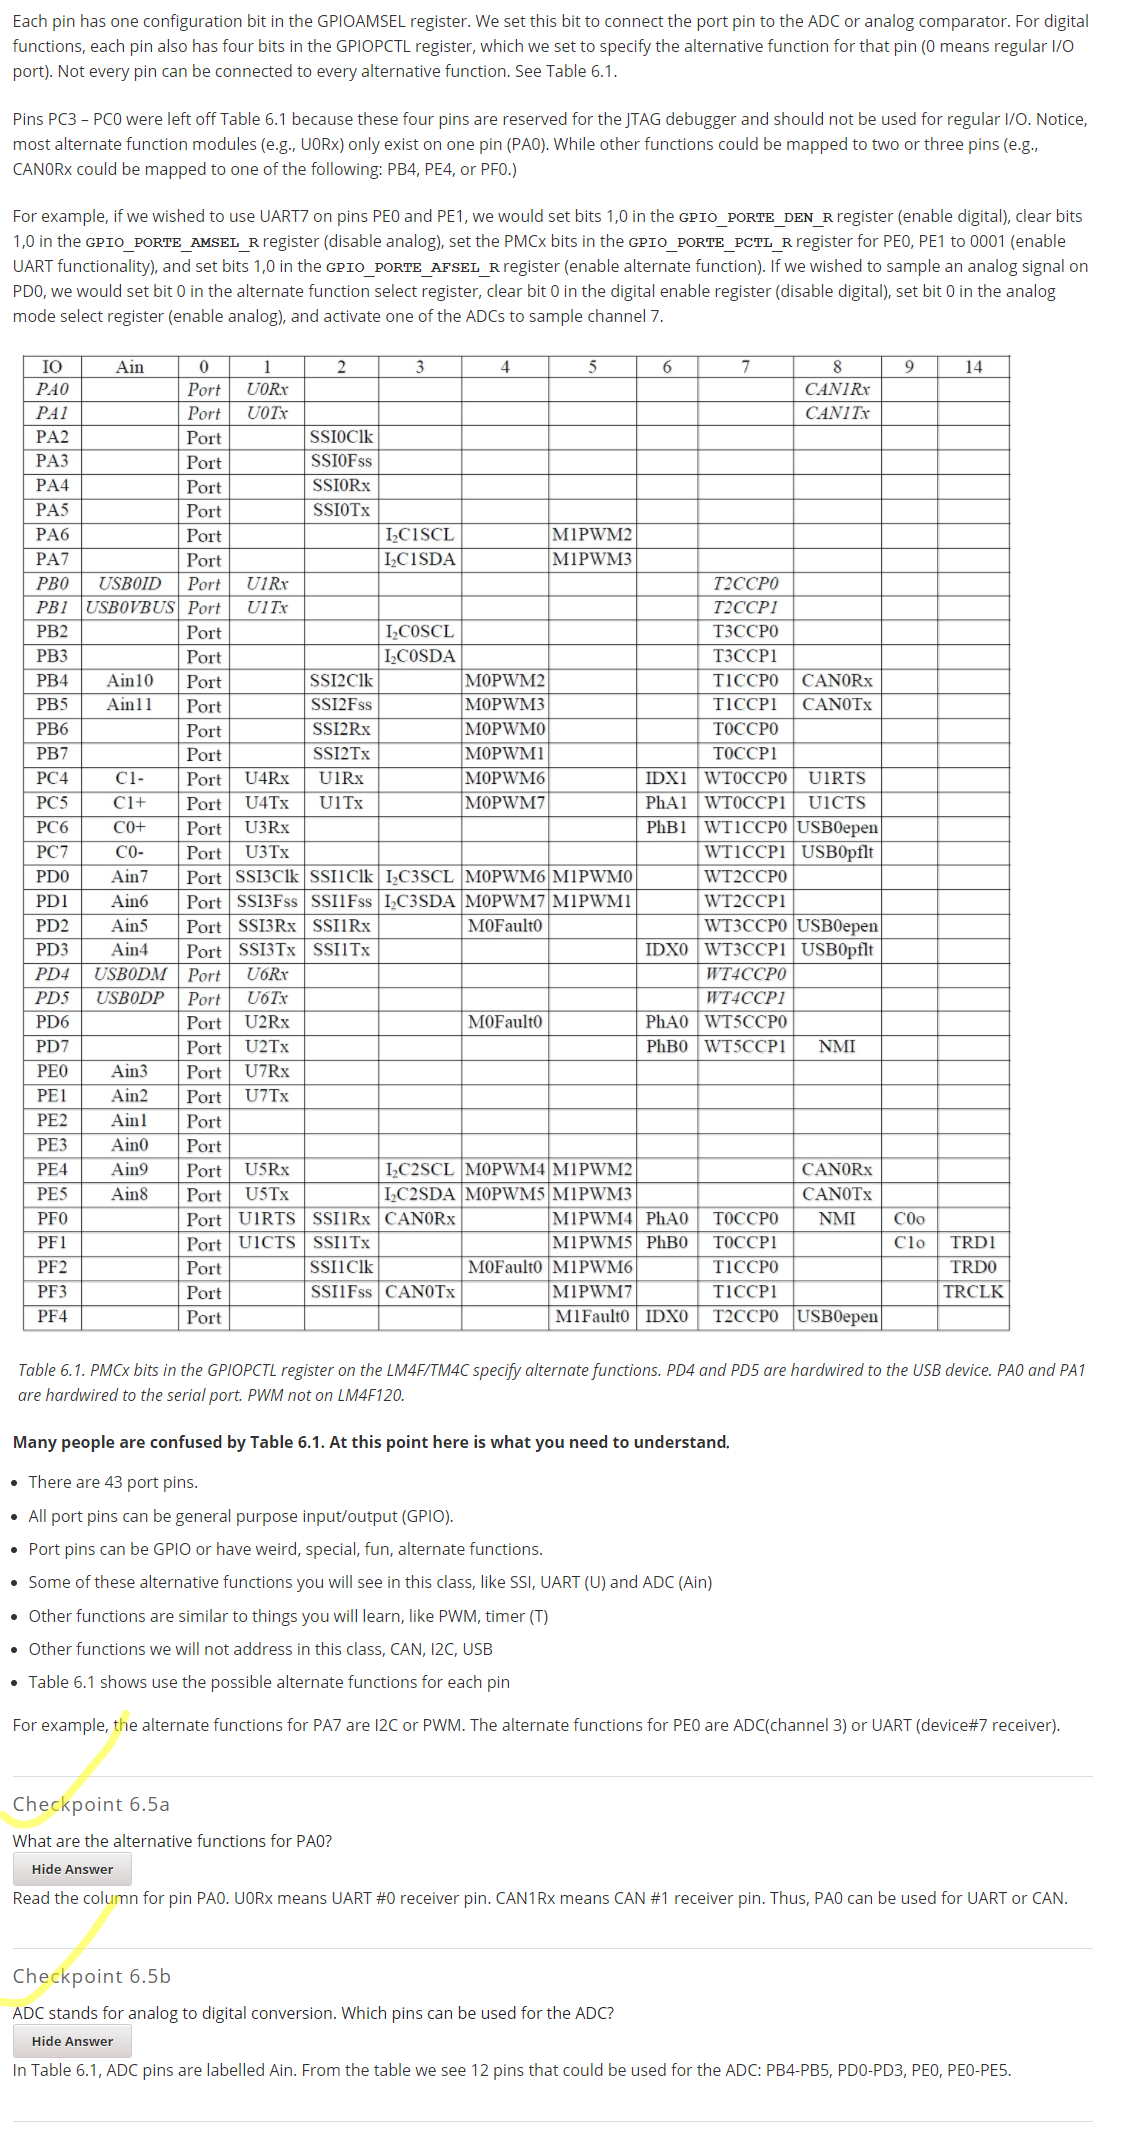 Each pin has one configuration bit in the GPIOAMSEL register. We set this bit to connect the port pin to the ADC or analog comparator. For digital
functions, each pin also has four bits in the GPIOPCTL register, which we set to specify the alternative function for that pin (0 means regular I/O
port). Not every pin can be connected to every alternative function. See Table 6.1.
Pins PC3 – PC0 were left off Table 6.1 because these four pins are reserved for the JTAG debugger and should not be used for regular I/O. Notice,
most alternate function modules (e.g., U0Rx) only exist on one pin (PA0). While other functions could be mapped to two or three pins (e.g.,
CAN0Rx could be mapped to one of the following: PB4, PE4, or PF0.)
For example, if we wished to use UART7 on pins PE0 and PE1, we would set bits 1,0 in the GPIO_PORTE_DEN_R register (enable digital), clear bits
1,0 in the GPIO_PORTE_AMSEL_R register (disable analog), set the PMCx bits in the GPIO_PORTE_PCTL_R register for PE0, PE1 to 0001 (enable
UART functionality), and set bits 1,0 in the GPIO_PORTE_AFSEL_R register (enable alternate function). If we wished to sample an analog signal on
PD0, we would set bit 0 in the alternate function select register, clear bit 0 in the digital enable register (disable digital), set bit 0 in the analog
mode select register (enable analog), and activate one of the ADCs to sample channel 7.
IO Ain 0 1 2 3 4 5 6 7 8 9 14
PA0 Port U0Rx CAN1Rx
PA1 Port U0Tx CAN1Tx
PA2 Port SSI0Clk
PA3 Port SSI0Fss
PA4 Port SSI0Rx
PA5 Port SSI0Tx
PA6 Port I₂C1SCL M1PWM2
PA7 Port I₂C1SDA M1PWM3
PB0 USB0ID Port U1Rx T2CCP0
PB1 USB0VBUS Port U1Tx T2CCP1
PB2 Port I₂C0SCL T3CCP0
PB3 Port I₂C0SDA T3CCP1
PB4 Ain10 Port SSI2Clk M0PWM2 T1CCP0 CAN0Rx
PB5 Ain11 Port SSI2Fss M0PWM3 T1CCP1 CAN0Tx
PB6 Port SSI2Rx M0PWM0 T0CCP0
PB7 Port SSI2Tx M0PWM1 T0CCP1
PC4 C1- Port U4Rx U1Rx M0PWM6 IDX1 WT0CCP0 U1RTS
PC5 C1+ Port U4Tx U1Tx M0PWM7 PhA1 WT0CCP1 U1CTS
PC6 C0+ Port U3Rx PhB1 WT1CCP0 USB0epen
PC7 C0- Port U3Tx WT1CCP1 USB0pflt
PD0 Ain7 Port SSI3Clk SSI1Clk I₂C3SCL M0PWM6 M1PWM0 WT2CCP0
PD1 Ain6 Port SSI3Fss SSI1Fss I₂C3SDA M0PWM7 M1PWM1 WT2CCP1
PD2 Ain5 Port SSI3Rx SSI1Rx M0Fault0 WT3CCP0 USB0epen
PD3 Ain4 Port SSI3Tx SSI1Tx IDX0 WT3CCP1 USB0pflt
PD4 USB0DM Port U6Rx WT4CCP0
PD5 USB0DP Port U6Tx WT4CCP1
PD6 Port U2Rx M0Fault0 PhA0 WT5CCP0
PD7 Port U2Tx PhB0 WT5CCP1 NMI
PE0 Ain3 Port U7Rx
PE1 Ain2 Port U7Tx
PE2 Ain1 Port
PE3 Ain0 Port
PE4 Ain9 Port U5Rx I₂C2SCL M0PWM4 M1PWM2 CAN0Rx
PE5 Ain8 Port U5Tx I₂C2SDA M0PWM5 M1PWM3 CAN0Tx
PF0 Port U1RTS SSI1Rx CAN0Rx M1PWM4 PhA0 T0CCP0 NMI C0o
PF1 Port U1CTS SSI1Tx M1PWM5 PhB0 T0CCP1 C1o TRD1
PF2 Port SSI1Clk M0Fault0 M1PWM6 T1CCP0 TRD0
PF3 Port SSI1Fss CAN0Tx M1PWM7 T1CCP1 TRCLK
PF4 Port M1Fault0 IDX0 T2CCP0 USB0epen
Table 6.1. PMCx bits in the GPIOPCTL register on the LM4F/TM4C specify alternate functions. PD4 and PD5 are hardwired to the USB device. PA0 and PA1
are hardwired to the serial port. PWM not on LM4F120.
Many people are confused by Table 6.1. At this point here is what you need to understand.
• There are 43 port pins.
• All port pins can be general purpose input/output (GPIO).
• Port pins can be GPIO or have weird, special, fun, alternate functions.
• Some of these alternative functions you will see in this class, like SSI, UART (U) and ADC (Ain)
• Other functions are similar to things you will learn, like PWM, timer (T)
• Other functions we will not address in this class, CAN, I2C, USB
• Table 6.1 shows use the possible alternate functions for each pin
For example, the alternate functions for PA7 are I2C or PWM. The alternate functions for PE0 are ADC(channel 3) or UART (device#7 receiver).
Checkpoint 6.5a
What are the alternative functions for PA0?
Hide Answer
Read the column for pin PA0. U0Rx means UART #0 receiver pin. CAN1Rx means CAN #1 receiver pin. Thus, PA0 can be used for UART or CAN.
Checkpoint 6.5b
ADC stands for analog to digital conversion. Which pins can be used for the ADC?
Hide Answer
In Table 6.1, ADC pins are labelled Ain. From the table we see 12 pins that could be used for the ADC: PB4-PB5, PD0-PD3, PE0, PE0-PE5.